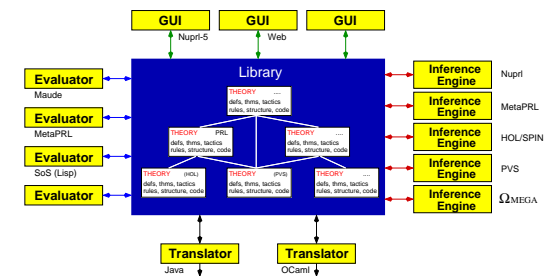 GUI
GUI
GUI
Nuprl-5
Web
Library
Evaluator
Maude
Evaluator
MetaPRL
Evaluator
SoS (Lisp)
Evaluator
THEORY ....
defs, thms, tactics
rules, structure, code
THEORY PRL
defs, thms, tactics
rules, structure, code
THEORY ....
defs, thms, tactics
rules, structure, code
THEORY (HOL)
defs, thms, tactics
rules, structure, code
THEORY (PVS)
defs, thms, tactics
rules, structure, code
THEORY ....
defs, thms, tactics
rules, structure, code
Inference
Engine
Nuprl
Inference
Engine
MetaPRL
Inference
Engine
HOL/SPIN
Inference
Engine
PVS
Inference
Engine
ΩMEGA
Translator
Java
Translator
OCaml